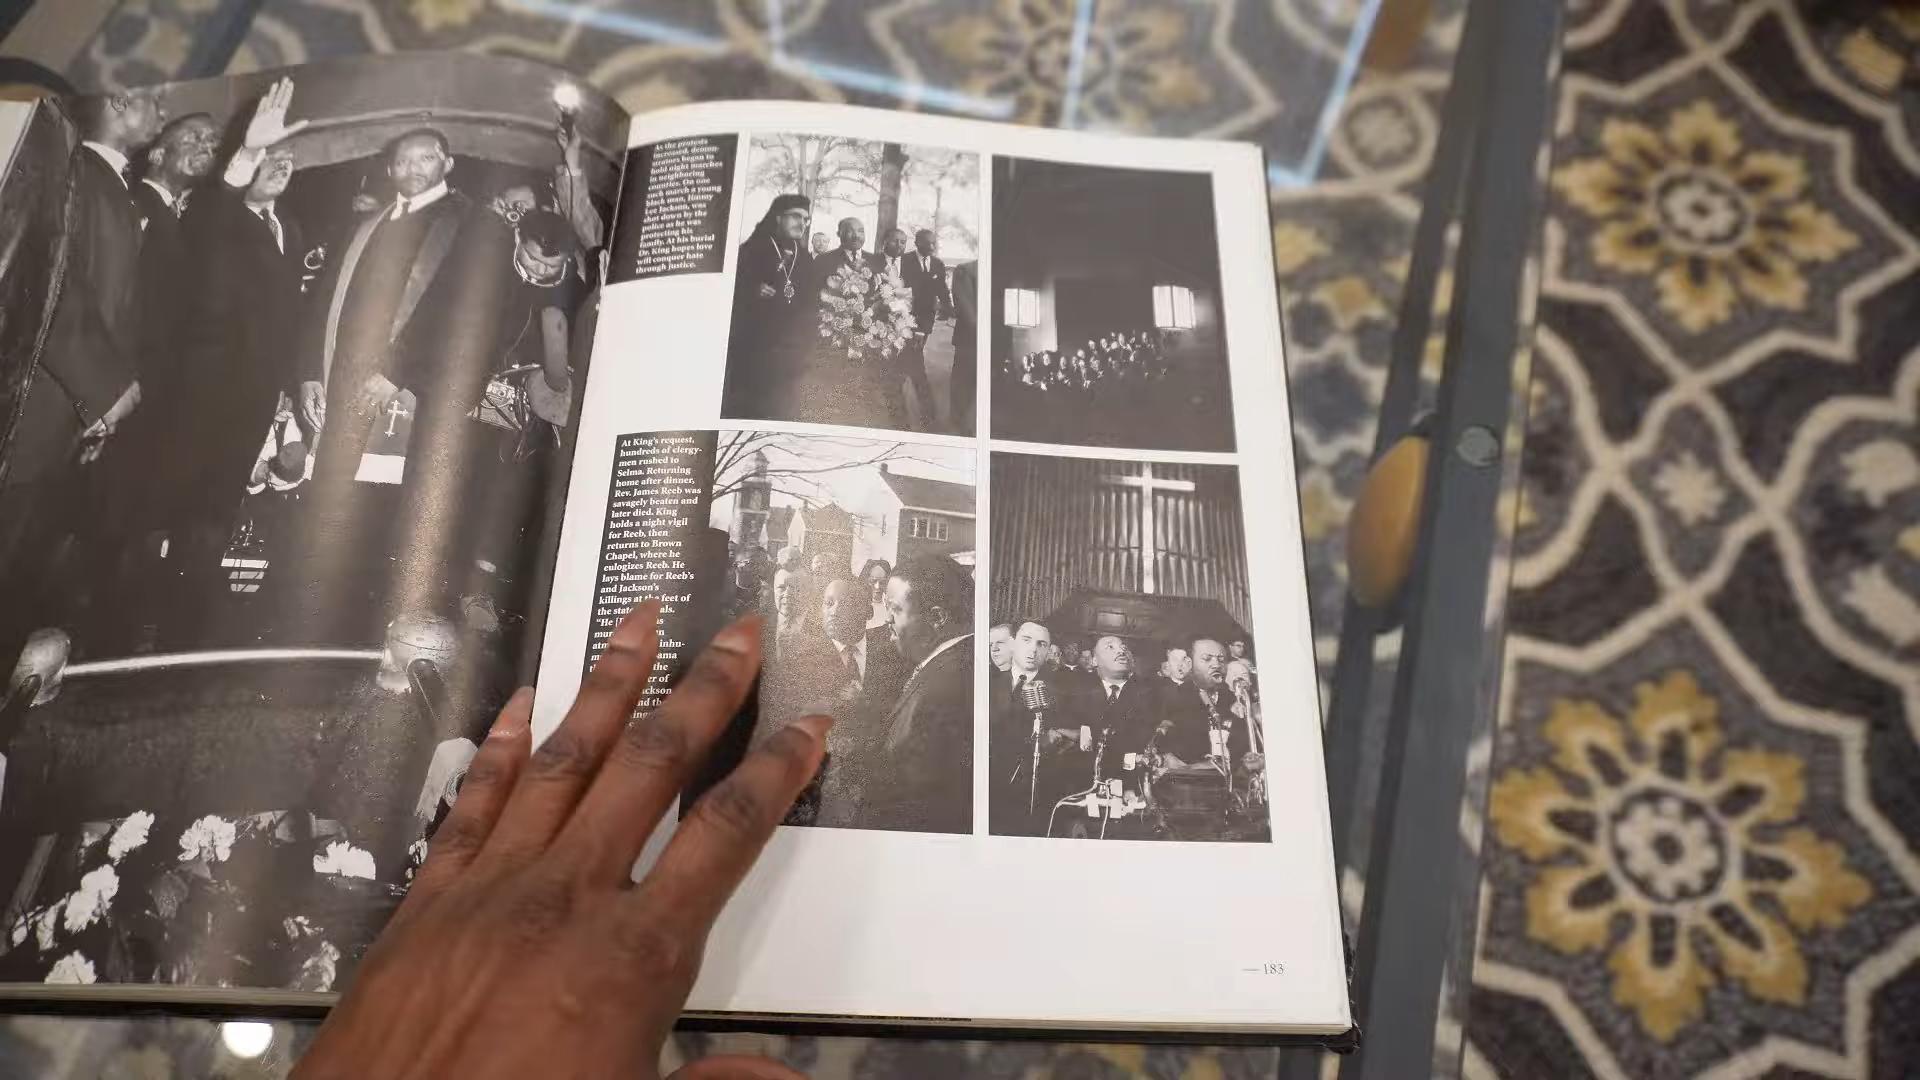 As the protests
increased, demon-
strators began to
hold night marches
in neighboring
counties. On one
such march a young
black man, Jimmy
Lee Jackson, was
shot down by the
police as he was
protecting his
family. At his burial
Dr. King hopes love
will conquer hate
through justice.
At King's request,
hundreds of clergy-
men rushed to
Selma. Returning
home after dinner,
Rev. James Reeb was
savagely beaten and
later died. King
holds a night vigil
for Reeb, then
returns to Brown
Chapel, where he
eulogizes Reeb. He
lays blame for Reeb's
and Jackson's
killings at the feet of
the state
"He
inhu-
the
— 183